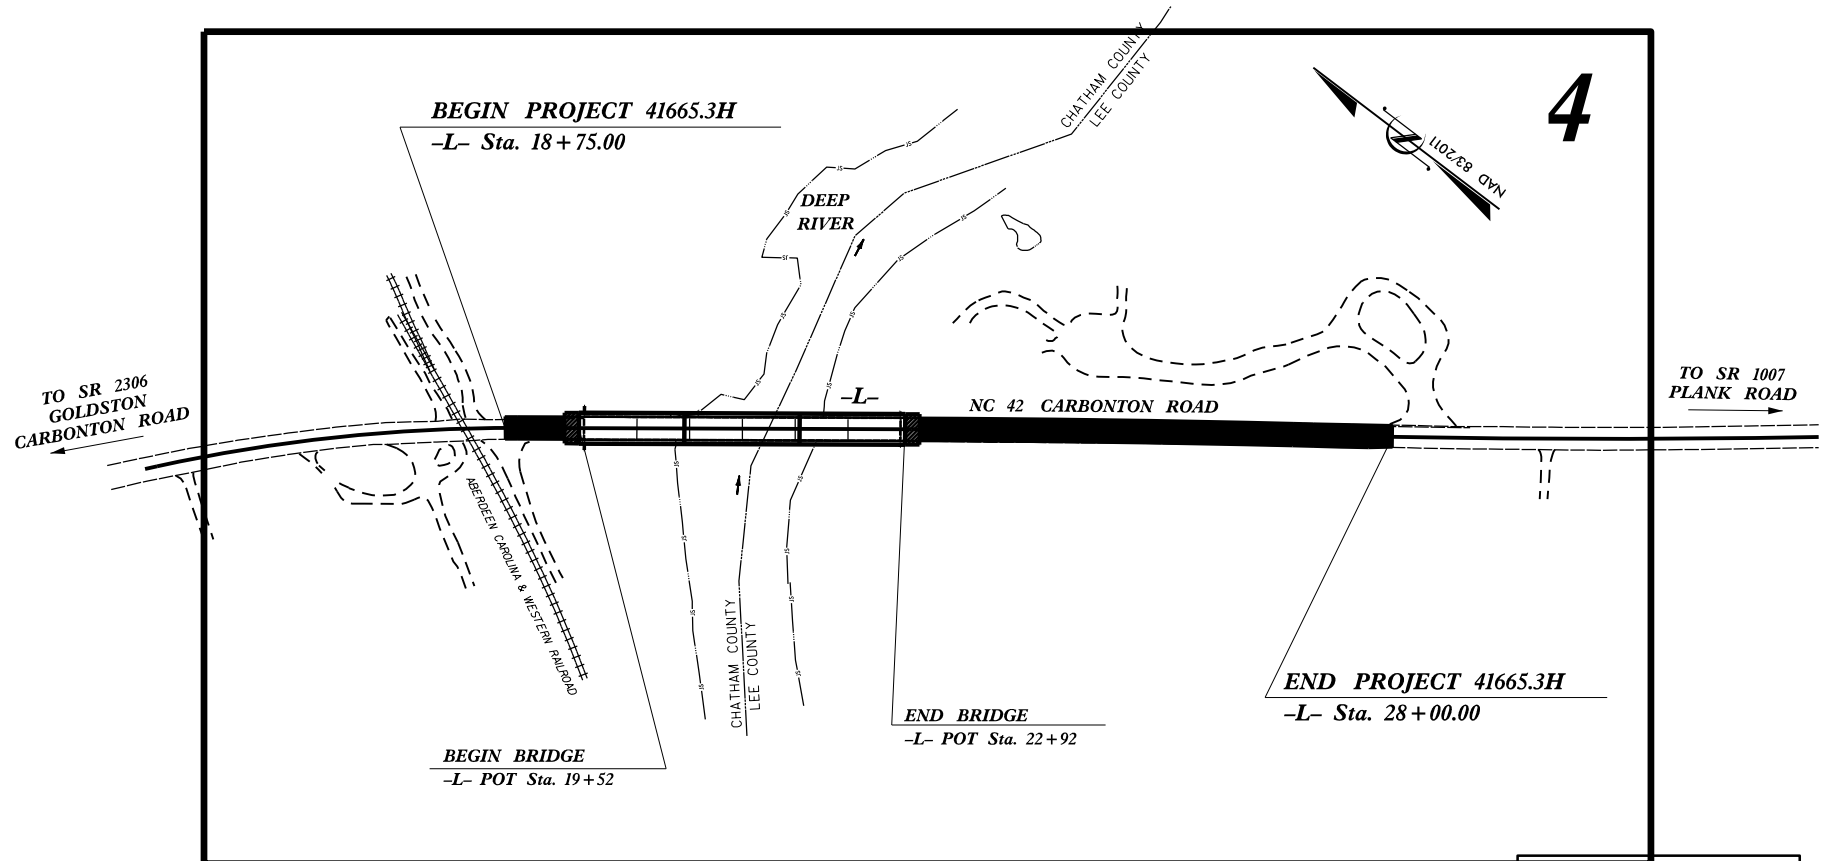 CHATHAM COUNTY
LEE COUNTY
4
BEGIN PROJECT 41665.3H
–L– Sta. 18+75.00
NAD 83/2011
DEEP
RIVER
TO SR 2306
GOLDSTON
CARBONTON ROAD
–L–
NC 42 CARBONTON ROAD
TO SR 1007
PLANK ROAD
ABERDEEN CAROLINA & WESTERN RAILROAD
CHATHAM COUNTY
LEE COUNTY
END PROJECT 41665.3H
–L– Sta. 28+00.00
END BRIDGE
–L– POT Sta. 22+92
BEGIN BRIDGE
–L– POT Sta. 19+52